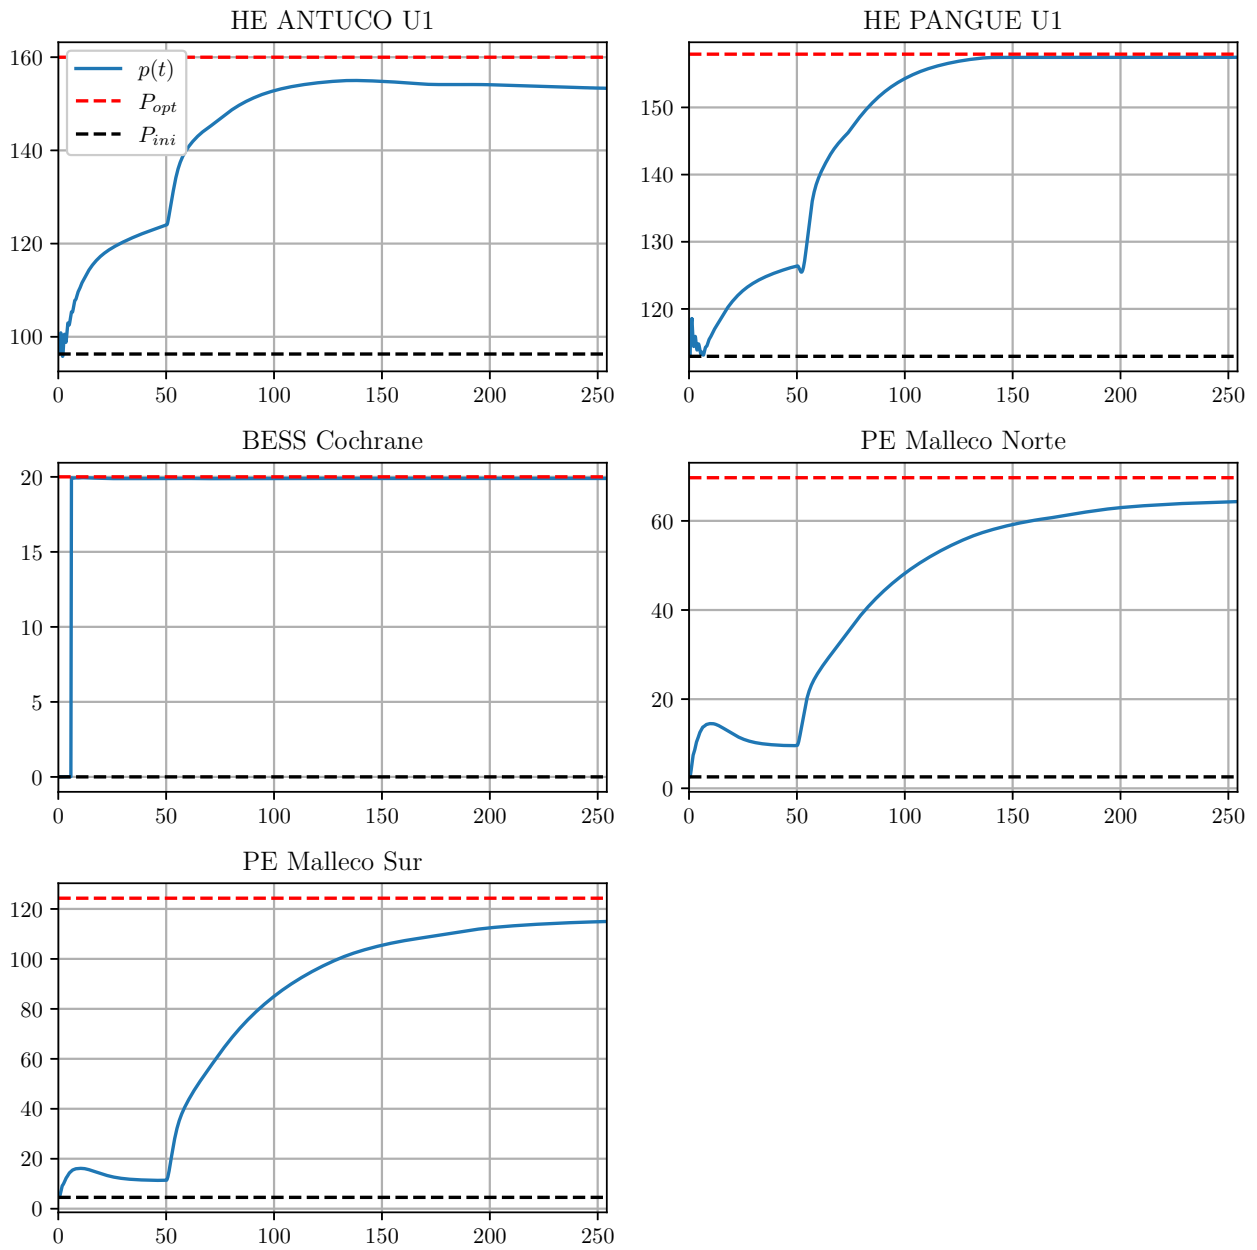 HE ANTUCO U1
160
140
120
100
p(t)
P_opt
P_ini
0 50 100 150 200 250
HE PANGUE U1
150
140
130
120
0 50 100 150 200 250
BESS Cochrane
20
15
10
5
0
0 50 100 150 200 250
PE Malleco Norte
60
40
20
0
0 50 100 150 200 250
PE Malleco Sur
120
100
80
60
40
20
0
0 50 100 150 200 250